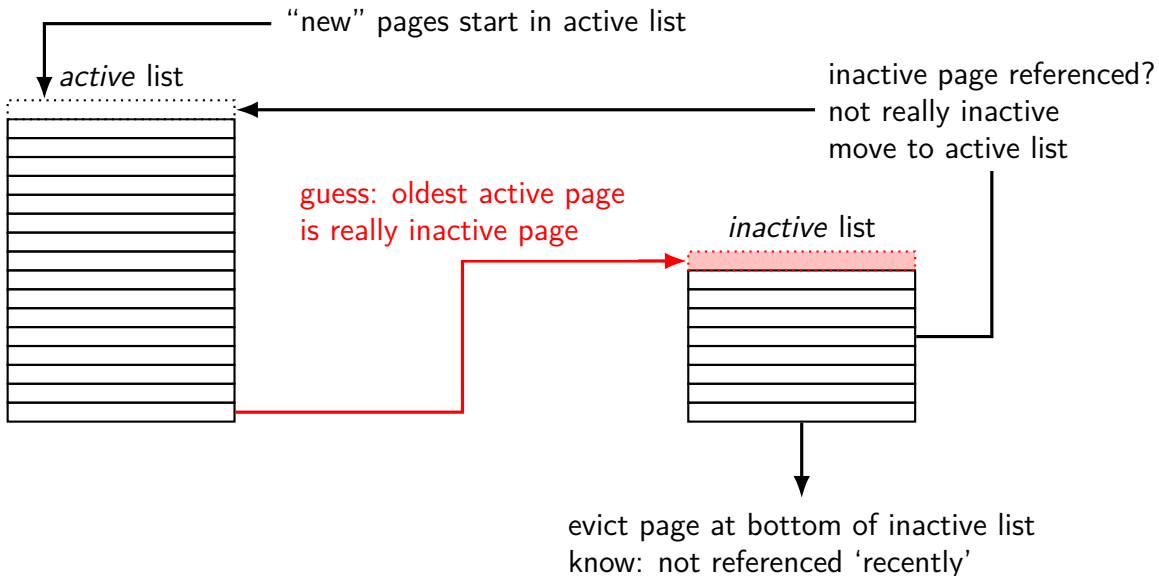 “new” pages start in active list
active list
inactive page referenced?
not really inactive
move to active list
guess: oldest active page
is really inactive page
inactive list
evict page at bottom of inactive list
know: not referenced ‘recently’